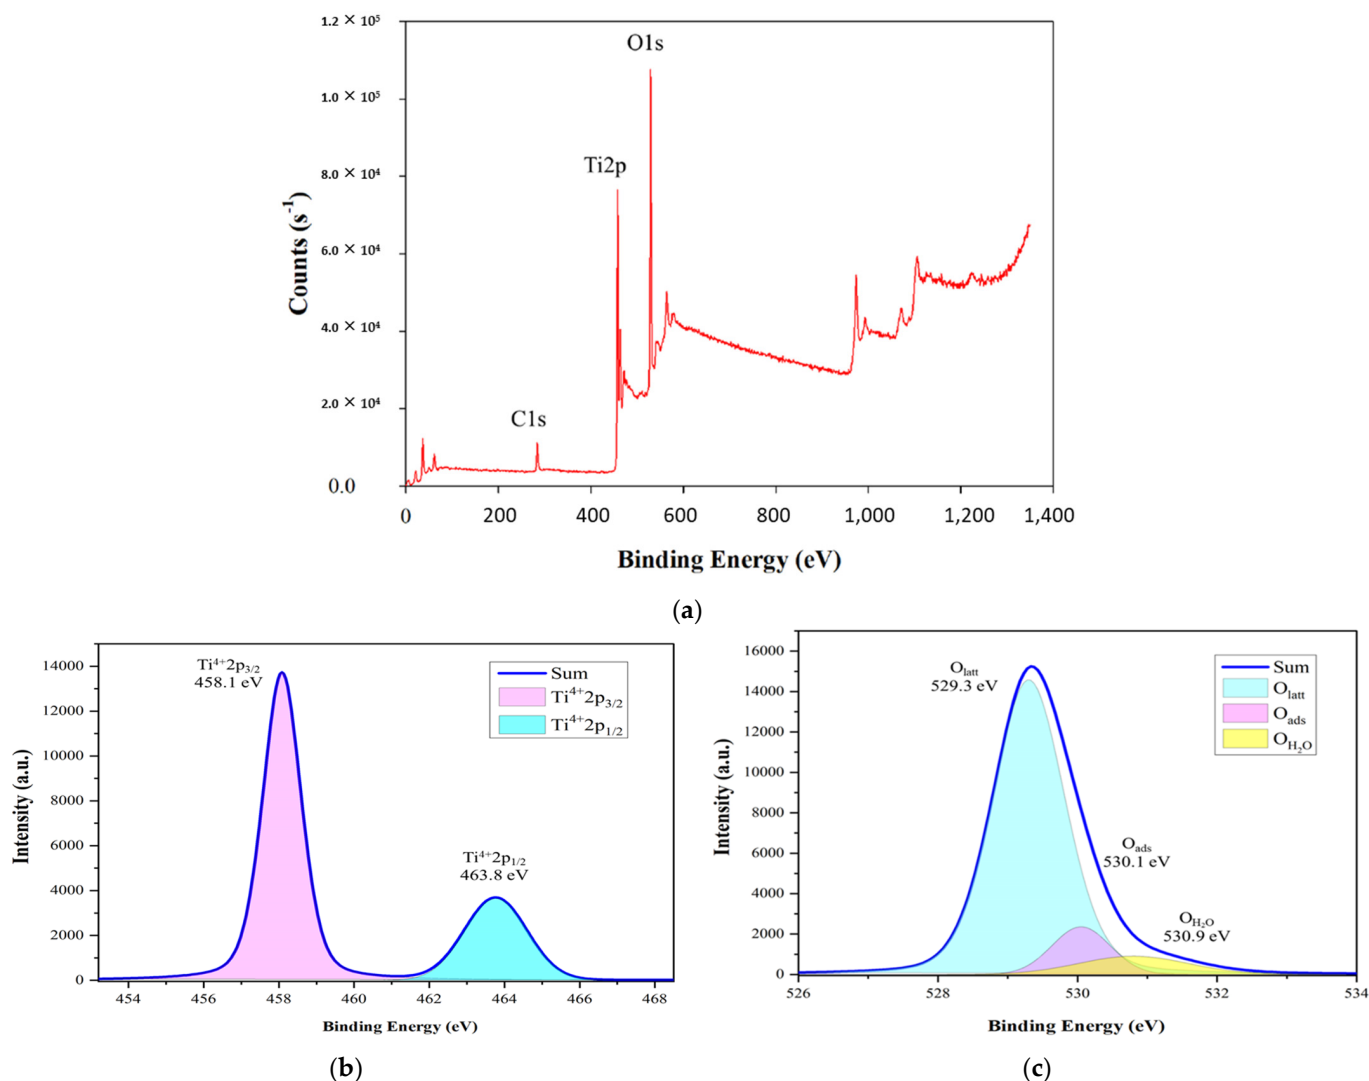 1.2 × 10⁵
1.0 × 10⁵
8.0 × 10⁴
6.0 × 10⁴
4.0 × 10⁴
2.0 × 10⁴
0.0
Counts (s⁻¹)
O1s
Ti2p
C1s
0 200 400 600 800 1,000 1,200 1,400
Binding Energy (eV)
(a)
14000
12000
10000
8000
6000
4000
2000
0
Intensity (a.u.)
Ti⁴⁺2p₃/₂
458.1 eV
Ti⁴⁺2p₁/₂
463.8 eV
Sum
Ti⁴⁺2p₃/₂
Ti⁴⁺2p₁/₂
454 456 458 460 462 464 466 468
Binding Energy (eV)
(b)
16000
14000
12000
10000
8000
6000
4000
2000
0
Intensity (a.u.)
Olatt
529.3 eV
Oads
530.1 eV
OH₂O
530.9 eV
Sum
Olatt
Oads
OH₂O
526 528 530 532 534
Binding Energy (eV)
(c)